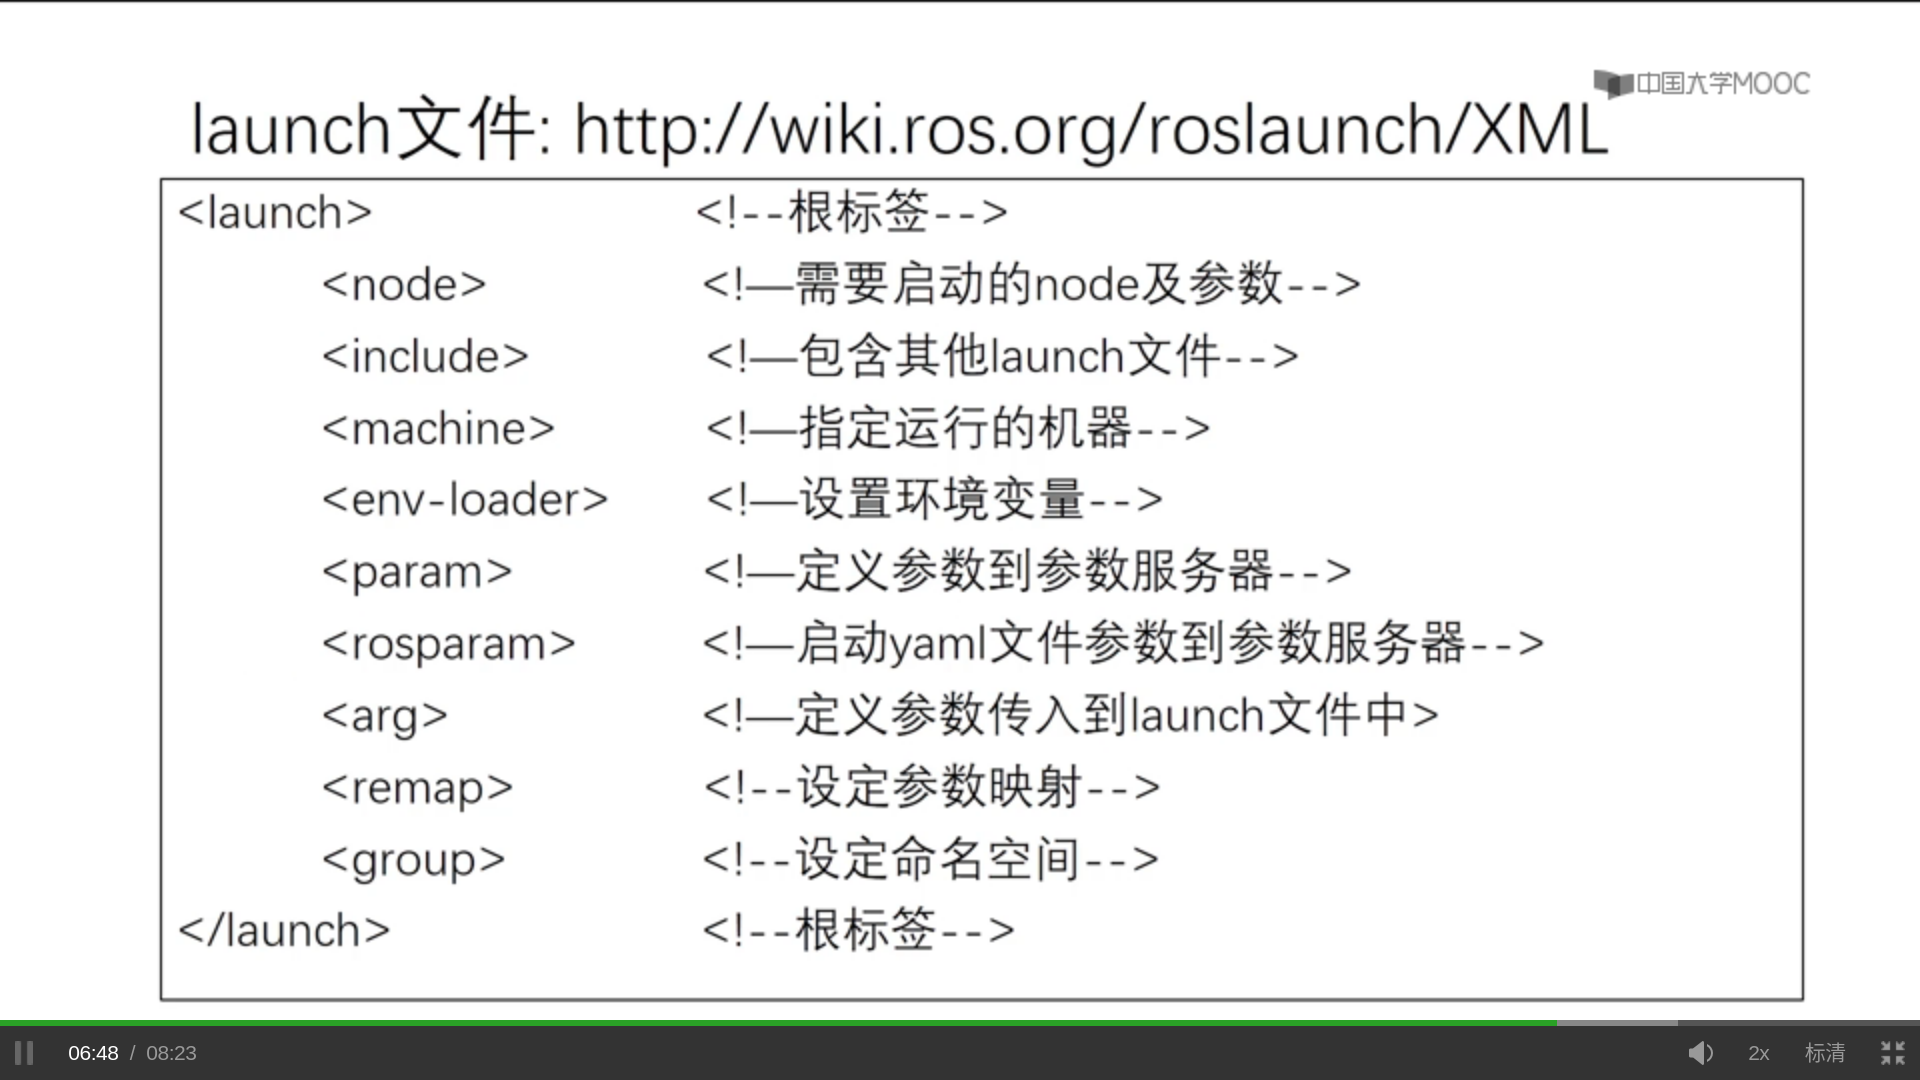 中国大学MOOC
launch文件: http://wiki.ros.org/roslaunch/XML
<launch> <!--根标签-->
<node> <!—需要启动的node及参数-->
<include> <!—包含其他launch文件-->
<machine> <!—指定运行的机器-->
<env-loader> <!—设置环境变量-->
<param> <!—定义参数到参数服务器-->
<rosparam> <!—启动yaml文件参数到参数服务器-->
<arg> <!—定义参数传入到launch文件中>
<remap> <!--设定参数映射-->
<group> <!--设定命名空间-->
</launch> <!--根标签-->
06:48 / 08:23 2x 标清